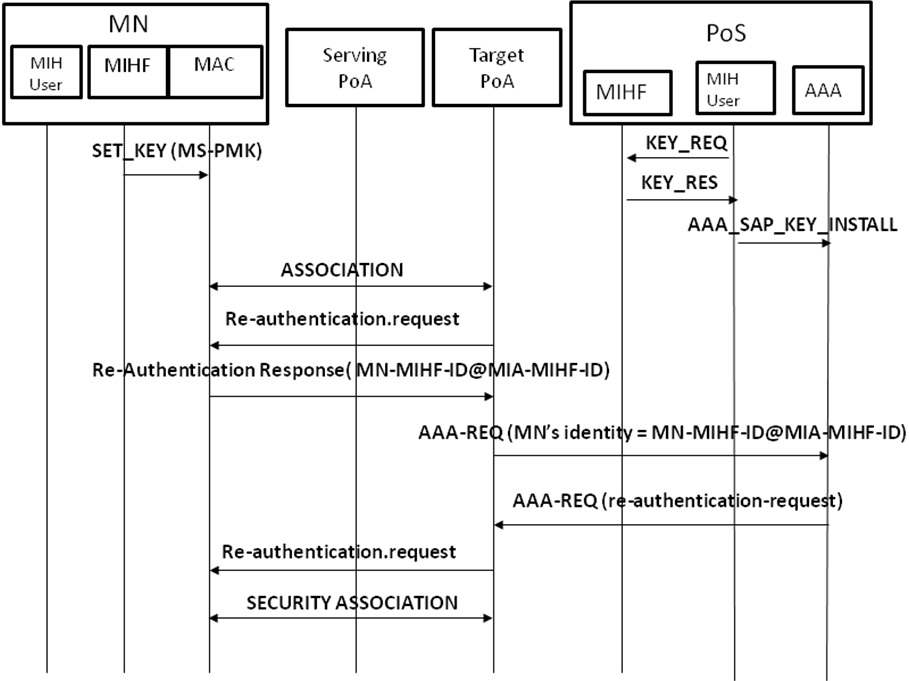 MN
PoS
MIH
User
MIHF
MAC
Serving
PoA
Target
PoA
MIHF
MIH
User
AAA
SET_KEY (MS-PMK)
KEY_REQ
KEY_RES
AAA_SAP_KEY_INSTALL
ASSOCIATION
Re-authentication.request
Re-Authentication Response( MN-MIHF-ID@MIA-MIHF-ID)
AAA-REQ (MN’s identity = MN-MIHF-ID@MIA-MIHF-ID)
AAA-REQ (re-authentication-request)
Re-authentication.request
SECURITY ASSOCIATION